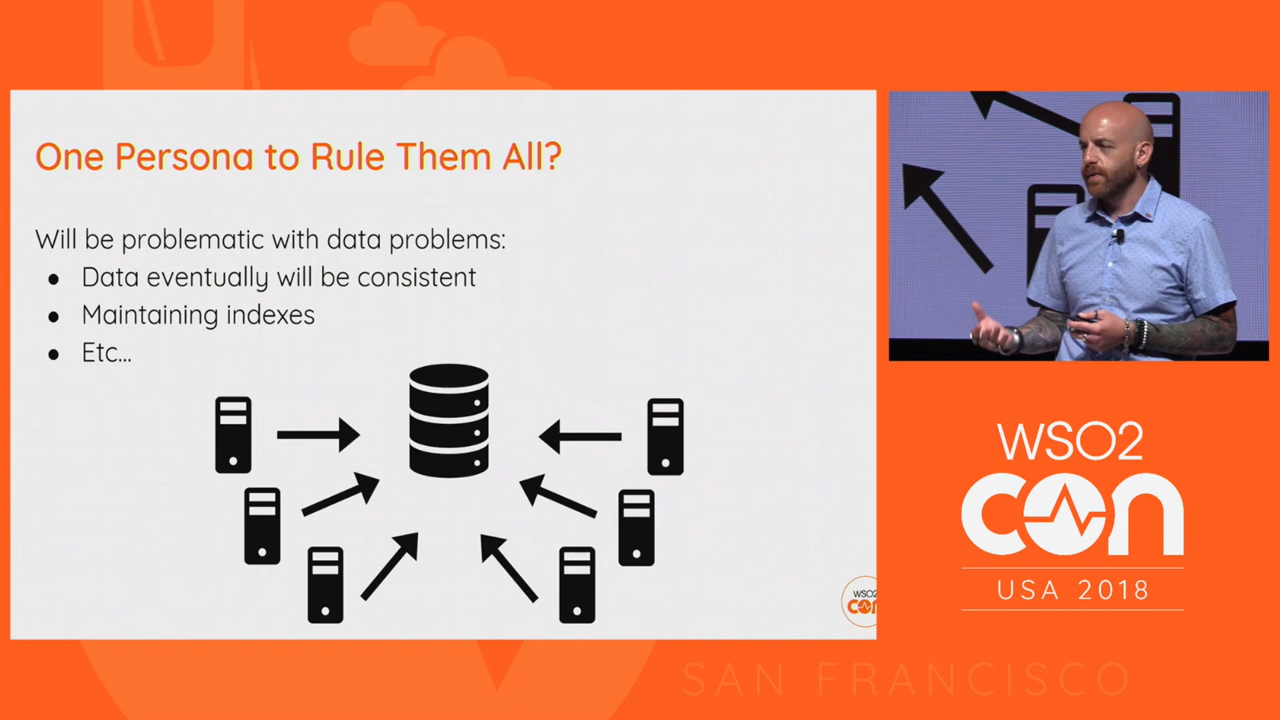 One Persona to Rule Them All?
Will be problematic with data problems:
● Data eventually will be consistent
● Maintaining indexes
● Etc...
WSO2
CON
WSO2
con
USA 2018
SAN FRANCISCO